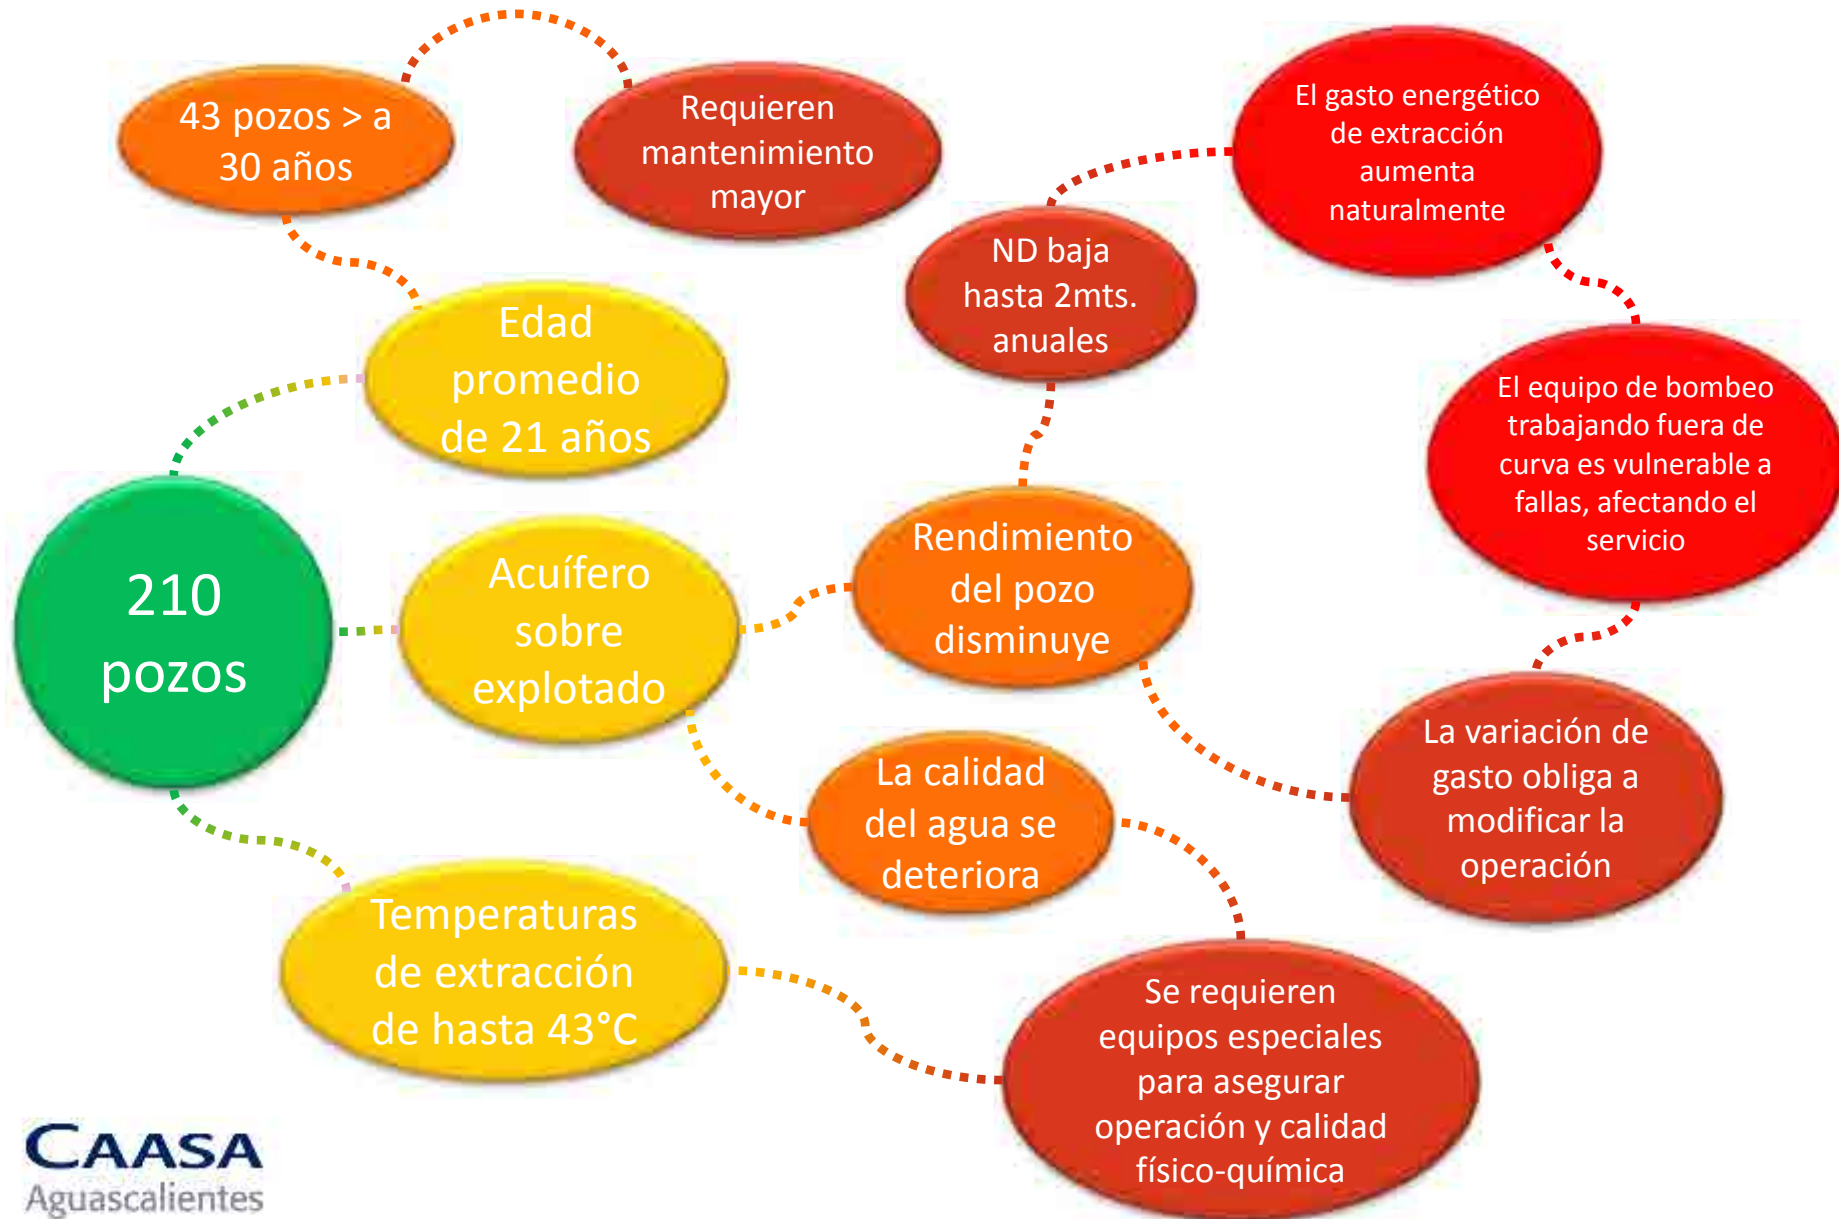 43 pozos > a
30 años
Requieren
mantenimiento
mayor
El gasto energético
de extracción
aumenta
naturalmente
ND baja
hasta 2mts.
anuales
Edad
promedio
de 21 años
El equipo de bombeo
trabajando fuera de
curva es vulnerable a
fallas, afectando el
servicio
210
pozos
Acuífero
sobre
explotado
Rendimiento
del pozo
disminuye
La calidad
del agua se
deteriora
La variación de
gasto obliga a
modificar la
operación
Temperaturas
de extracción
de hasta 43°C
Se requieren
equipos especiales
para asegurar
operación y calidad
físico-química
CAASA
Aguascalientes